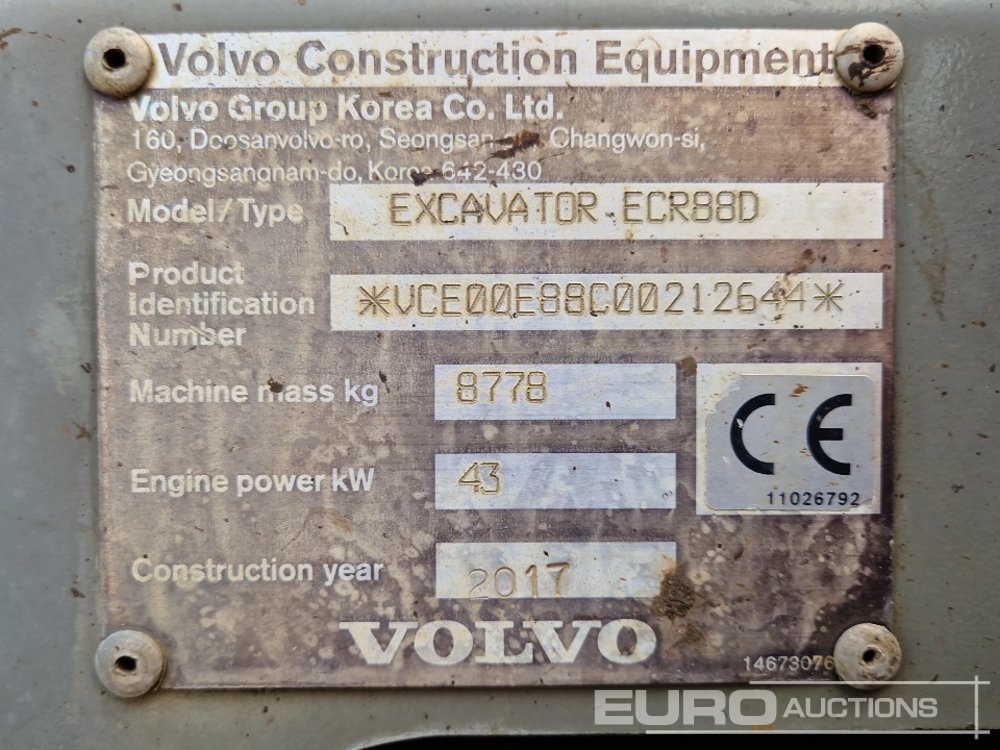 Volvo Construction Equipment
Volvo Group Korea Co. Ltd.
160, Doosanvolvo-ro, Changwon-si,
Gyeongsangnam-do, Korea 642-430
Model/Type EXCAVATOR ECR88D
Product
Identification
Number
*VCE00E88C00212644*
Machine mass kg 8778
CE
11026792
Engine power kW 43
Construction year 2017
VOLVO
14673076
EURO AUCTIONS